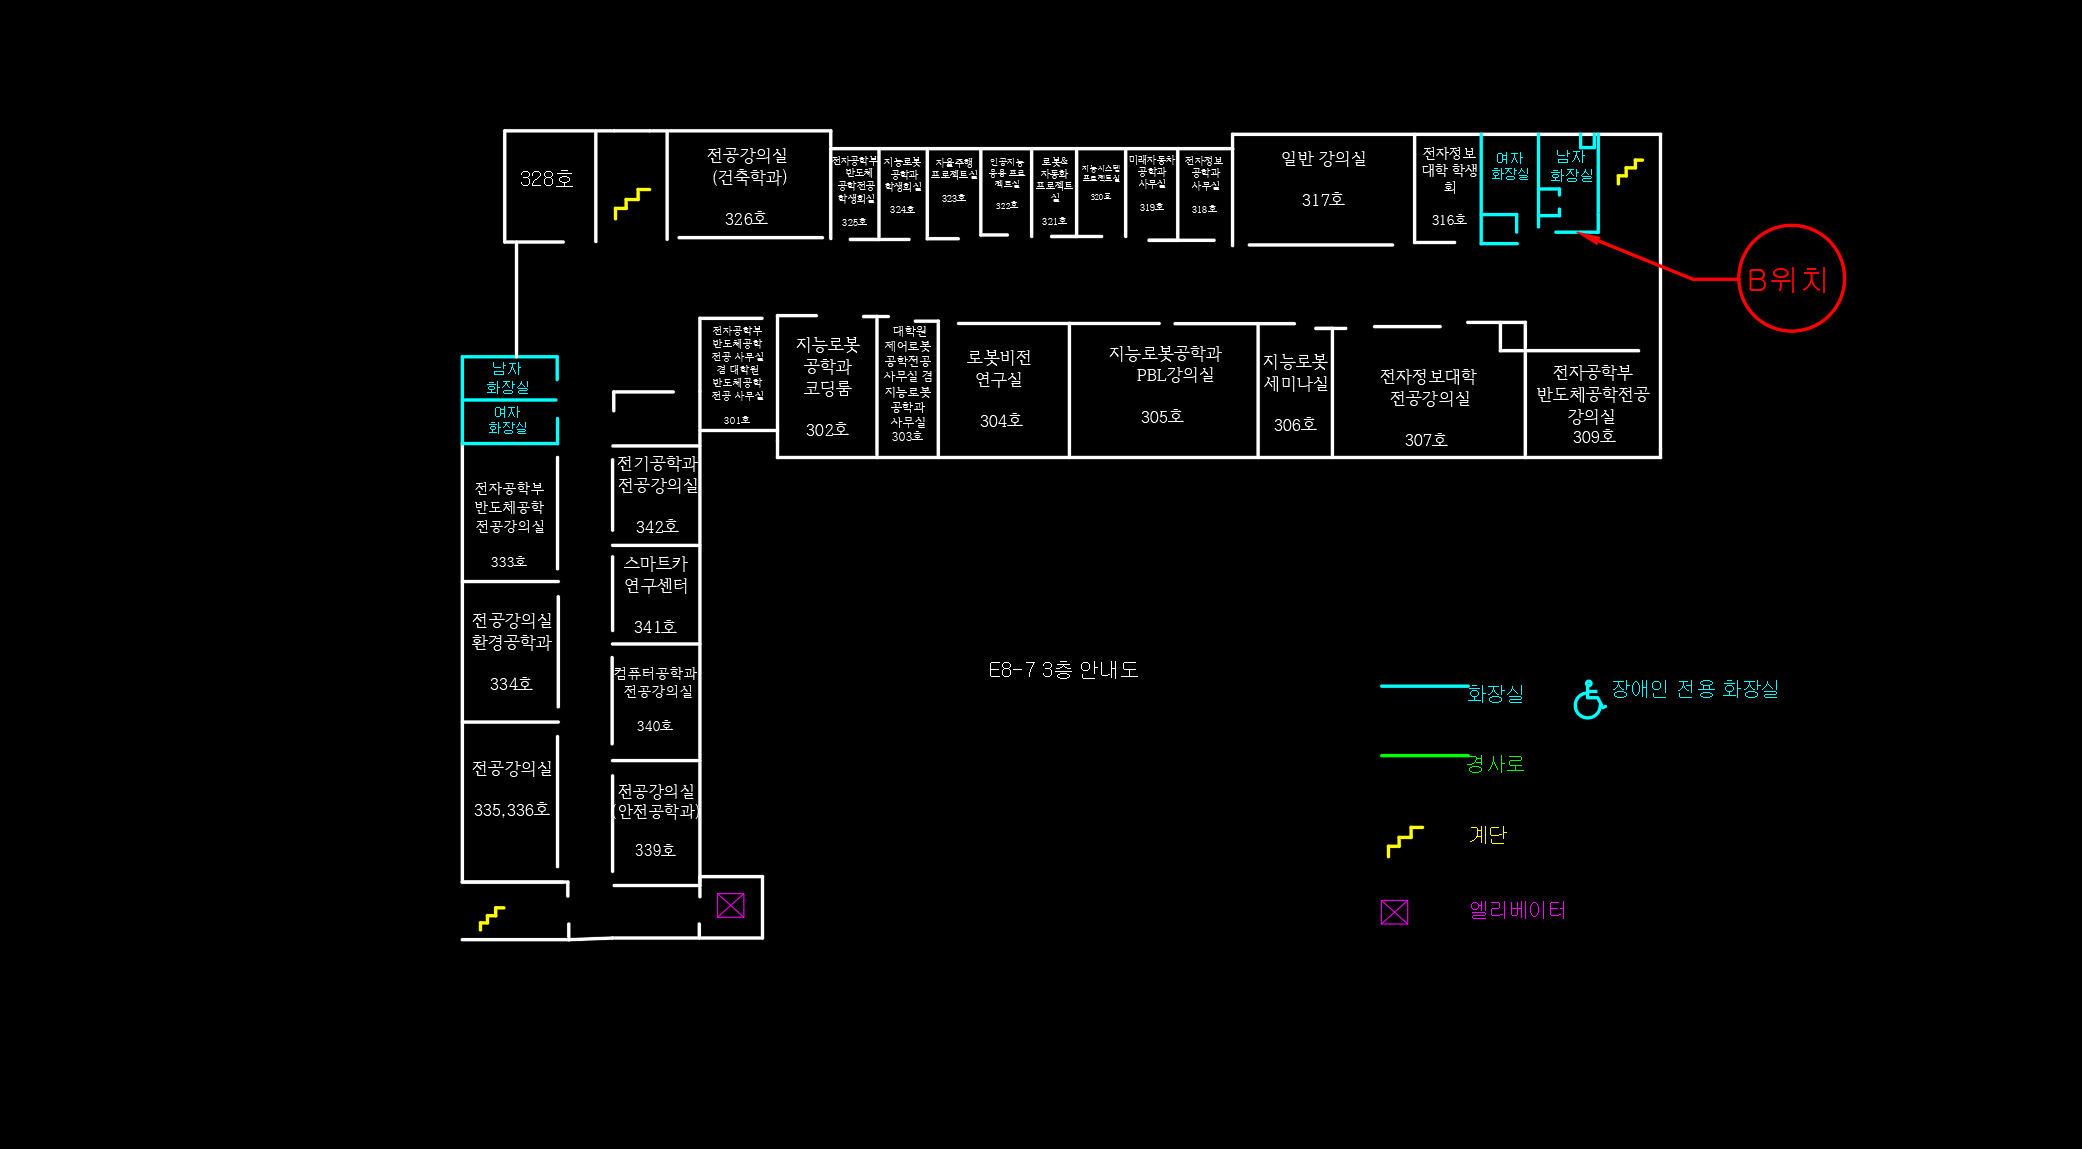 328호
전공강의실
(건축학과)
326호
전자공학부
반도체
공학전공
학생회실
325호
지능로봇
공학과
학생회실
324호
자율주행
프로젝트실
323호
인공지능
응용 프로
젝트실
322호
로봇&
자동화
프로젝트
실
321호
지능시스템
프로젝트실
320호
미래자동차
공학과
사무실
319호
전자정보
공학과
사무실
318호
일반 강의실
317호
전자정보
대학 학생
회
316호
여자
화장실
남자
화장실
B위치
남자
화장실
여자
화장실
전자공학부
반도체공학
전공 사무실
겸 대학원
반도체공학
전공 사무실
301호
지능로봇
공학과
코딩룸
302호
대학원
제어로봇
공학전공
사무실 겸
지능로봇
공학과
사무실
303호
로봇비전
연구실
304호
지능로봇공학과
PBL강의실
305호
지능로봇
세미나실
306호
전자정보대학
전공강의실
307호
전자공학부
반도체공학전공
강의실
309호
전자공학부
반도체공학
전공강의실
333호
전기공학과
전공강의실
342호
스마트카
연구센터
341호
전공강의실
환경공학과
334호
컴퓨터공학과
전공강의실
340호
전공강의실
335,336호
전공강의실
(안전공학과)
339호
E8-7 3층 안내도
화장실
장애인 전용 화장실
경사로
계단
엘리베이터